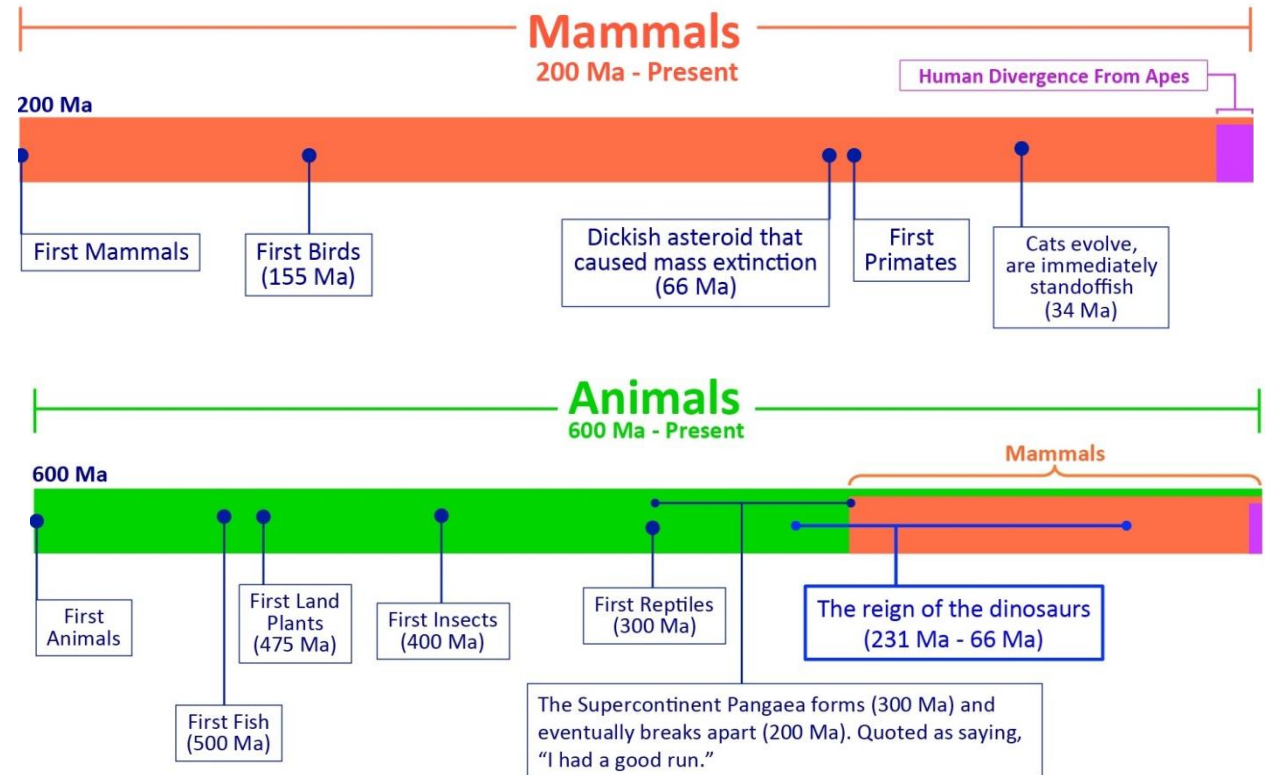 Mammals
200 Ma - Present
Human Divergence From Apes
200 Ma
First Mammals
First Birds
(155 Ma)
Dickish asteroid that
caused mass extinction
(66 Ma)
First
Primates
Cats evolve,
are immediately
standoffish
(34 Ma)
Animals
600 Ma - Present
Mammals
600 Ma
First
Animals
First Fish
(500 Ma)
First Land
Plants
(475 Ma)
First Insects
(400 Ma)
First Reptiles
(300 Ma)
The reign of the dinosaurs
(231 Ma - 66 Ma)
The Supercontinent Pangaea forms (300 Ma) and
eventually breaks apart (200 Ma). Quoted as saying,
“I had a good run.”